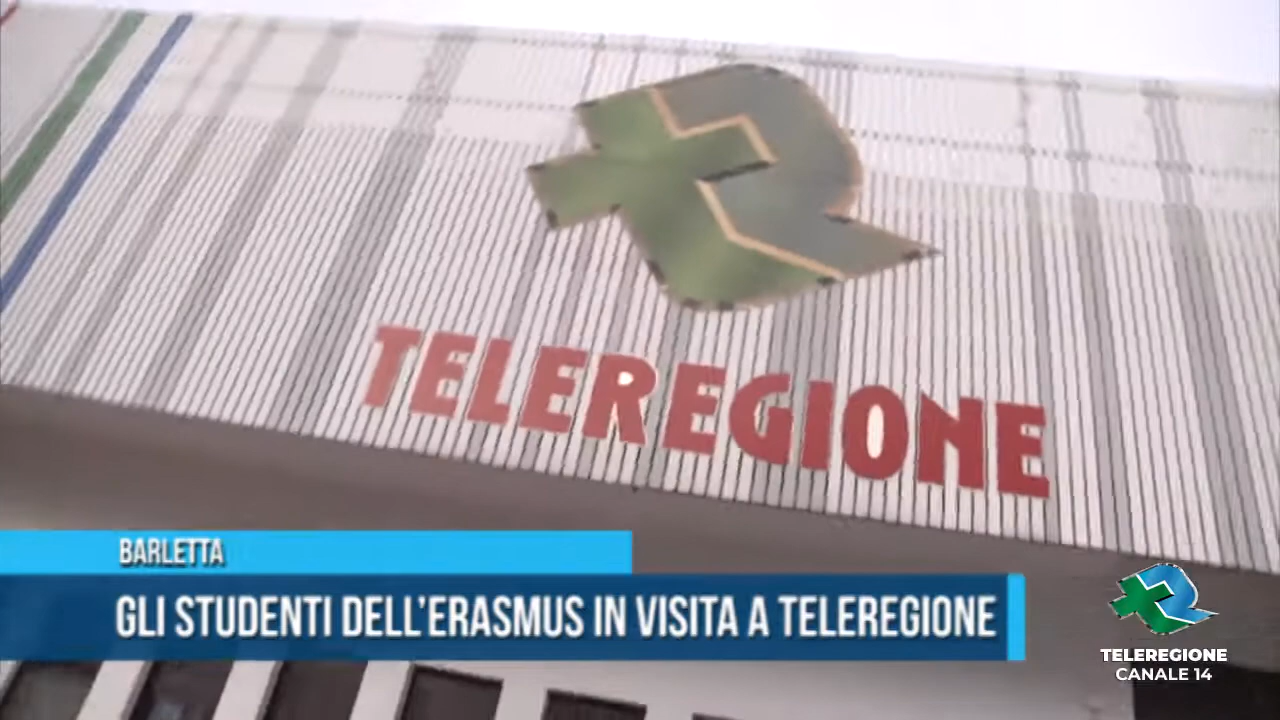 TELEREGIONE
BARLETTA
GLI STUDENTI DELL'ERASMUS IN VISITA A TELEREGIONE
TELEREGIONE
CANALE 14